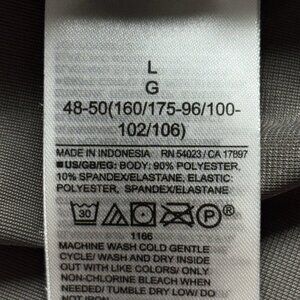 L
G
48-50(160/175-96/100-
102/106)
MADE IN INDONESIA RN 54023 / CA 17897
■US/GB/EG: BODY: 90% POLYESTER,
10% SPANDEX/ELASTANE, ELASTIC:
POLYESTER, SPANDEX/ELASTANE
30 P ®
1166
MACHINE WASH COLD GENTLE
CYCLE/ WASH AND DRY INSIDE
OUT WITH LIKE COLORS/ ONLY
NON-CHLORINE BLEACH WHEN
NEEDED/ TUMBLE DRY LOW/ DO
NOT IRON